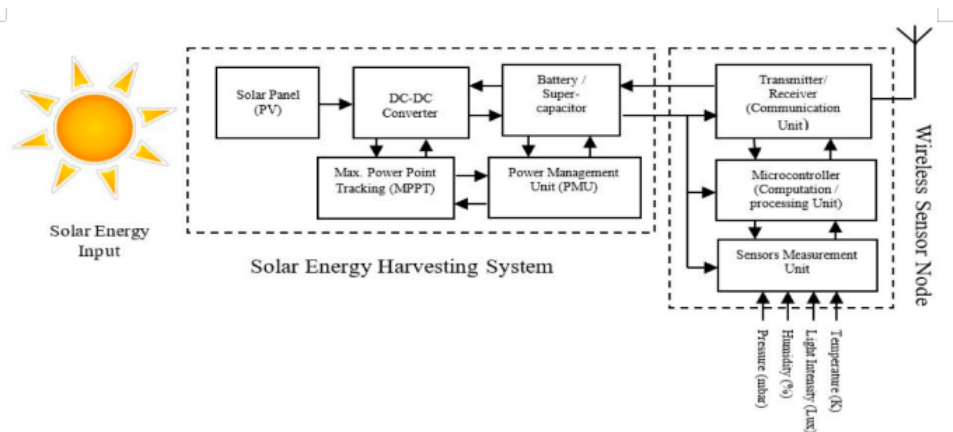 Solar Energy
Input
Solar Panel
(PV)
DC-DC
Converter
Battery /
Super-
capacitor
Max. Power Point
Tracking (MPPT)
Power Management
Unit (PMU)
Solar Energy Harvesting System
Transmitter/
Receiver
(Communication
Unit)
Microcontroller
(Computation /
processing Unit)
Sensors Measurement
Unit
Pressure (mbar)
Humidity (%)
Light Intensity (Lux)
Temperature (K)
Wireless Sensor Node